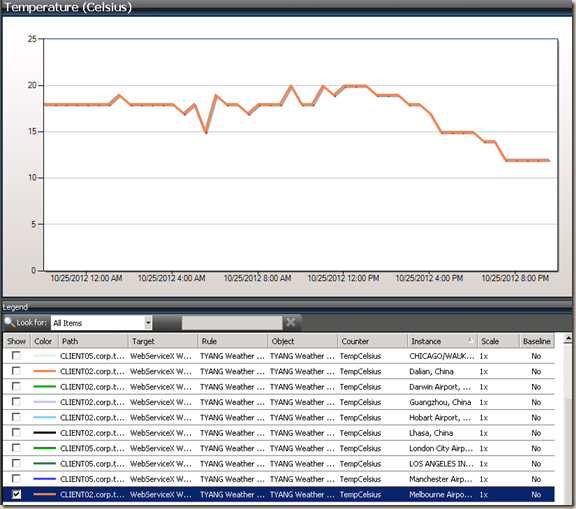 Temperature (Celsius)
25
20
15
10
5
0
10/25/2012 12:00 AM 10/25/2012 4:00 AM 10/25/2012 8:00 AM 10/25/2012 12:00 PM 10/25/2012 4:00 PM 10/25/2012 8:00 PM
Legend
Look for: All Items
Show Color Path Target Rule Object Counter Instance Scale Baseline
CLIENT05.corp.t... WebServiceX W... TYANG Weather ... TYANG Weather ... TempCelsius CHICAGO/WAUK... 1x No
CLIENT02.corp.t... WebServiceX W... TYANG Weather ... TYANG Weather ... TempCelsius Dalian, China 1x No
CLIENT02.corp.t... WebServiceX W... TYANG Weather ... TYANG Weather ... TempCelsius Darwin Airport, ... 1x No
CLIENT02.corp.t... WebServiceX W... TYANG Weather ... TYANG Weather ... TempCelsius Guangzhou, China 1x No
CLIENT02.corp.t... WebServiceX W... TYANG Weather ... TYANG Weather ... TempCelsius Hobart Airport, ... 1x No
CLIENT02.corp.t... WebServiceX W... TYANG Weather ... TYANG Weather ... TempCelsius Lhasa, China 1x No
CLIENT05.corp.t... WebServiceX W... TYANG Weather ... TYANG Weather ... TempCelsius London City Airp... 1x No
CLIENT05.corp.t... WebServiceX W... TYANG Weather ... TYANG Weather ... TempCelsius LOS ANGELES IN... 1x No
CLIENT05.corp.t... WebServiceX W... TYANG Weather ... TYANG Weather ... TempCelsius Manchester Airp... 1x No
CLIENT02.corp.t... WebServiceX W... TYANG Weather ... TYANG Weather ... TempCelsius Melbourne Airpo... 1x No